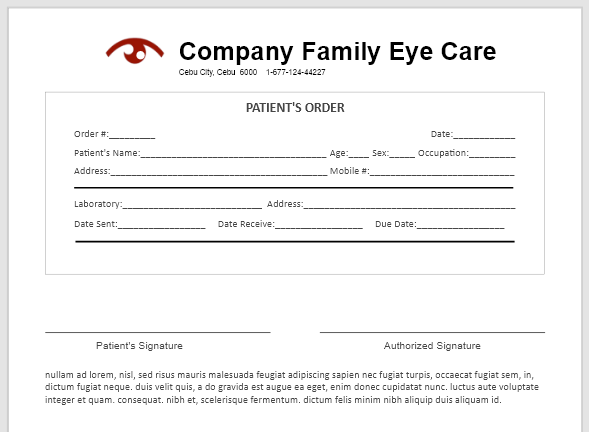 Company Family Eye Care
Cebu City, Cebu 6000 1-677-124-44227
PATIENT'S ORDER
Order #:_________ Date:____________
Patient's Name:____________________________________ Age:____ Sex:_____ Occupation:_________
Address:__________________________________________ Mobile #:____________________________
Laboratory:___________________________ Address:_________________________________________
Date Sent:_________________ Date Receive:_________________ Due Date:_________________
Patient's Signature Authorized Signature
nullam ad lorem, nisl, sed risus mauris malesuada feugiat adipiscing sapien nec fugiat turpis, occaecat fugiat sem, in,
dictum fugiat neque. duis velit quis, a do gravida est augue ea eget, enim donec cupidatat nunc. luctus aute voluptate
integer et quam. consequat. nibh et, scelerisque fermentum. dictum felis minim nibh aliquip duis aliquam id.